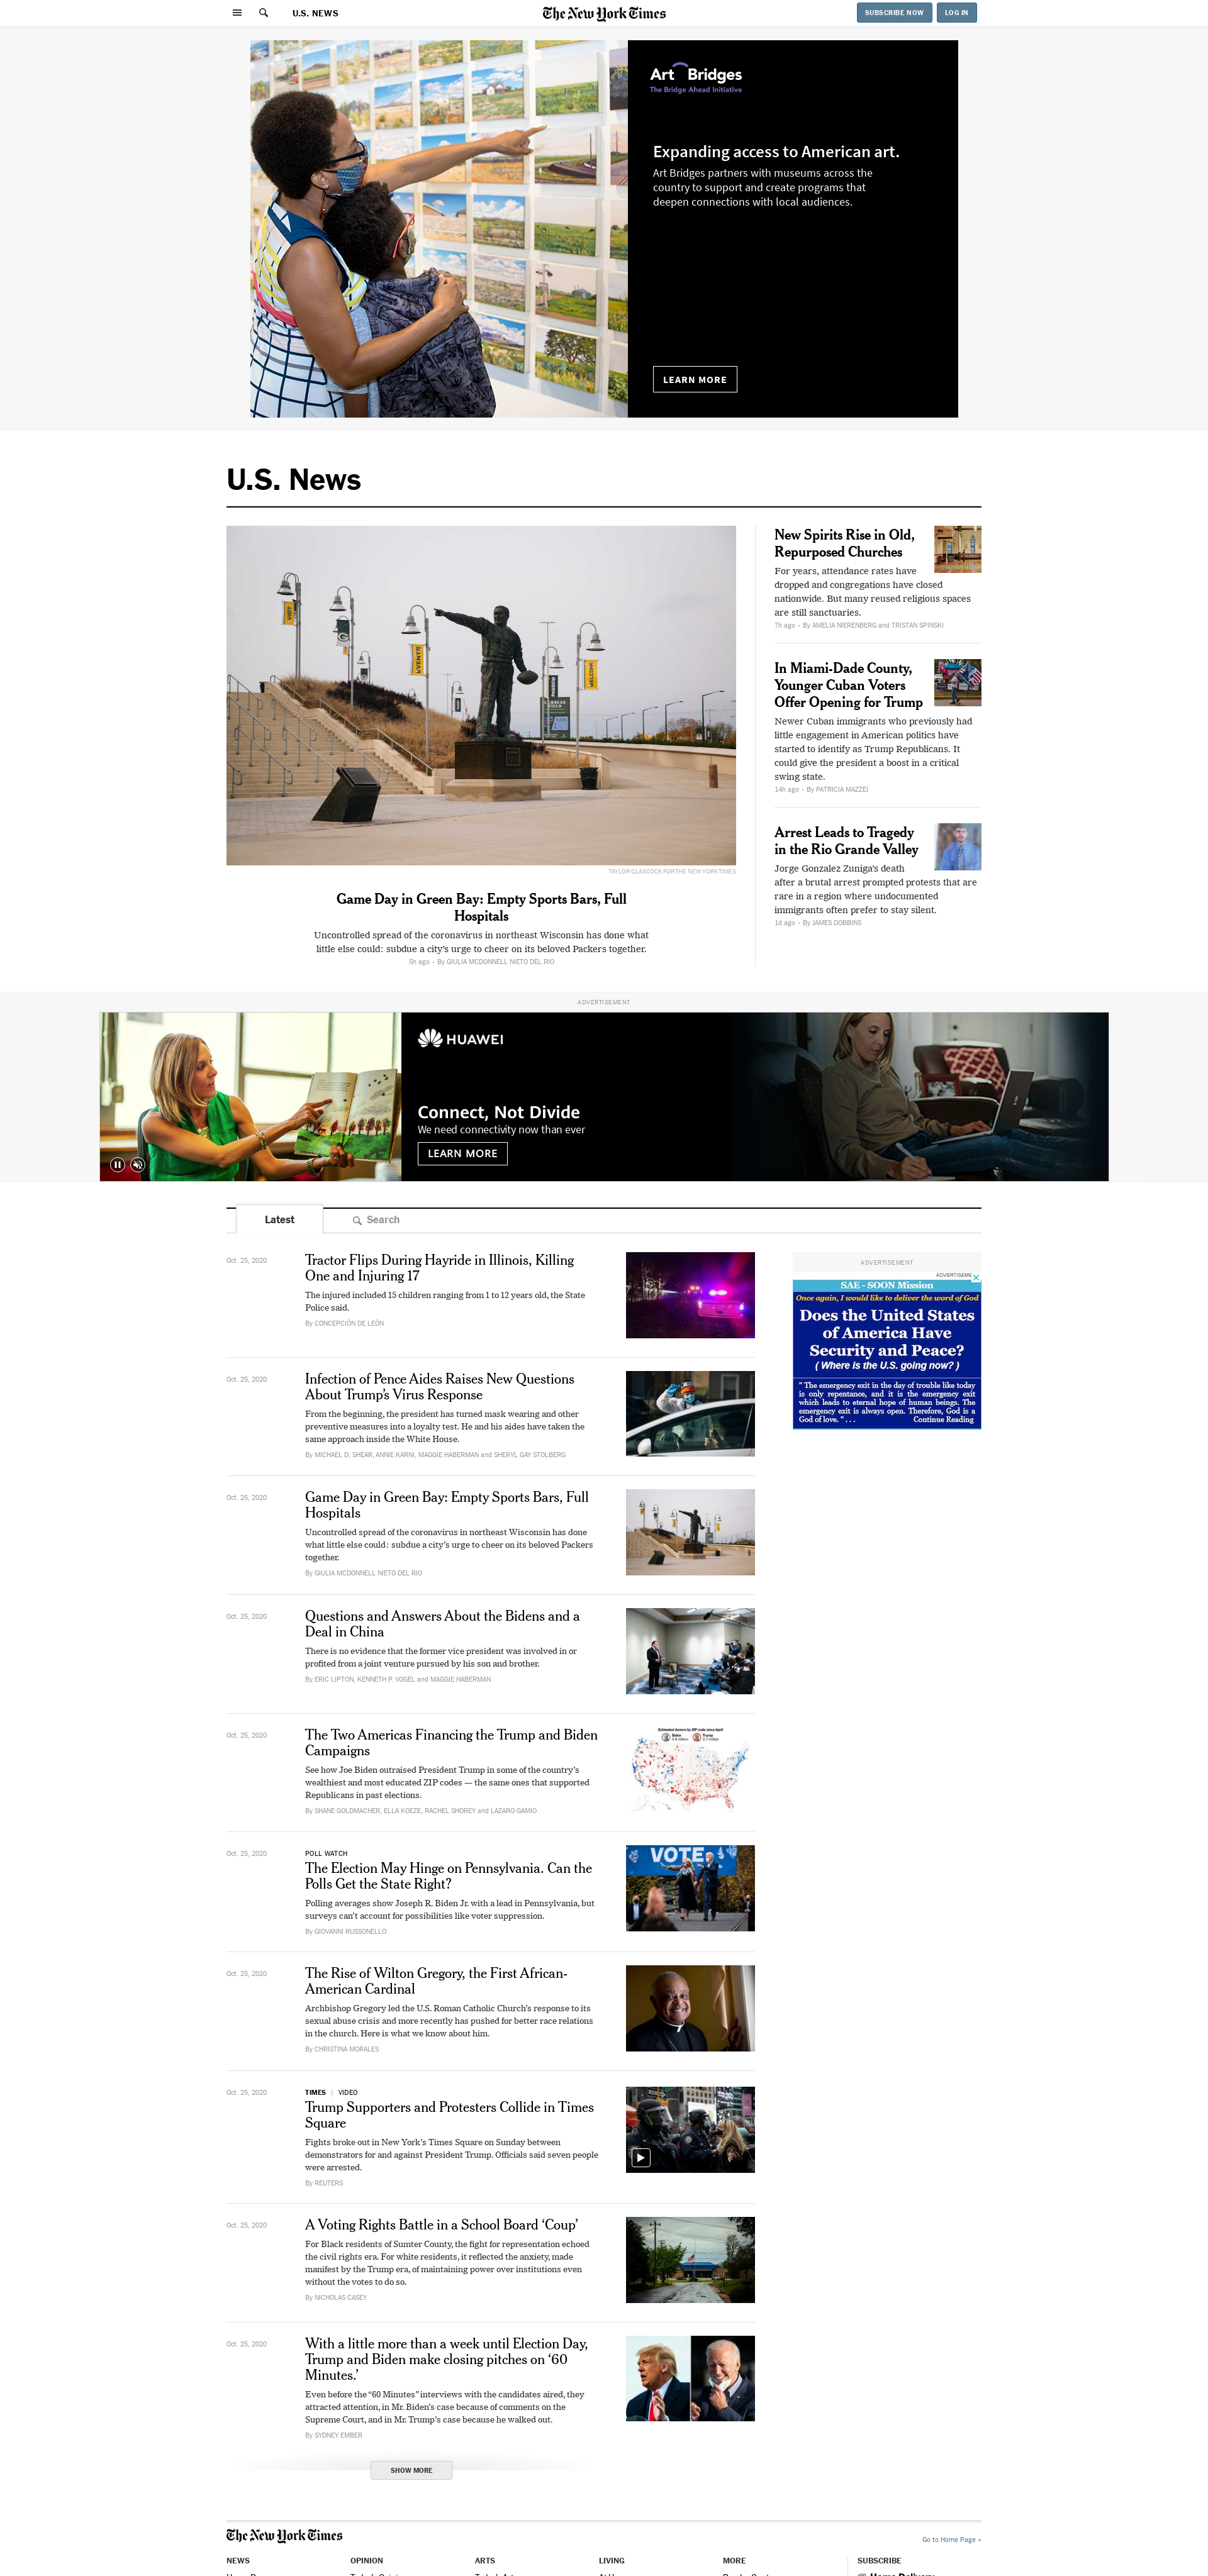 U.S. NEWS
The New York Times
SUBSCRIBE NOW
LOG IN
Art Bridges
The Bridge Ahead Initiative
Expanding access to American art.
Art Bridges partners with museums across the
country to support and create programs that
deepen connections with local audiences.
LEARN MORE
U.S. News
VISIT
EVENTS
WELCOME
TAYLOR GLASCOCK FOR THE NEW YORK TIMES
Game Day in Green Bay: Empty Sports Bars, Full
Hospitals
Uncontrolled spread of the coronavirus in northeast Wisconsin has done what
little else could: subdue a city's urge to cheer on its beloved Packers together.
5h ago • By GIULIA MCDONNELL NIETO DEL RIO
New Spirits Rise in Old,
Repurposed Churches
For years, attendance rates have
dropped and congregations have closed
nationwide. But many reused religious spaces
are still sanctuaries.
7h ago • By AMELIA NIERENBERG and TRISTAN SPINSKI
In Miami-Dade County,
Younger Cuban Voters
Offer Opening for Trump
Newer Cuban immigrants who previously had
little engagement in American politics have
started to identify as Trump Republicans. It
could give the president a boost in a critical
swing state.
14h ago • By PATRICIA MAZZEI
Arrest Leads to Tragedy
in the Rio Grande Valley
Jorge Gonzalez Zuniga's death
after a brutal arrest prompted protests that are
rare in a region where undocumented
immigrants often prefer to stay silent.
1d ago • By JAMES DOBBINS
ADVERTISEMENT
HUAWEI
Connect, Not Divide
We need connectivity now than ever
LEARN MORE
Latest
Search
Oct. 25, 2020
Tractor Flips During Hayride in Illinois, Killing
One and Injuring 17
The injured included 15 children ranging from 1 to 12 years old, the State
Police said.
By CONCEPCIÓN DE LEÓN
ADVERTISEMENT
ADVERTISEM
SAE - SOON Mission
Once again, I would like to deliver the word of God
Does the United States
of America Have
Security and Peace?
( Where is the U.S. going now? )
" The emergency exit in the day of trouble like today
is only repentance, and it is the emergency exit
which leads to eternal hope of human beings. The
emergency exit is always open. Therefore, God is a
God of love. " . . . Continue Reading
Oct. 25, 2020
Infection of Pence Aides Raises New Questions
About Trump's Virus Response
From the beginning, the president has turned mask wearing and other
preventive measures into a loyalty test. He and his aides have taken the
same approach inside the White House.
By MICHAEL D. SHEAR, ANNIE KARNI, MAGGIE HABERMAN and SHERYL GAY STOLBERG
Oct. 25, 2020
Game Day in Green Bay: Empty Sports Bars, Full
Hospitals
Uncontrolled spread of the coronavirus in northeast Wisconsin has done
what little else could: subdue a city's urge to cheer on its beloved Packers
together.
By GIULIA MCDONNELL NIETO DEL RIO
Oct. 25, 2020
Questions and Answers About the Bidens and a
Deal in China
There is no evidence that the former vice president was involved in or
profited from a joint venture pursued by his son and brother.
By ERIC LIPTON, KENNETH P. VOGEL and MAGGIE HABERMAN
Oct. 25, 2020
The Two Americas Financing the Trump and Biden
Campaigns
See how Joe Biden outraised President Trump in some of the country's
wealthiest and most educated ZIP codes — the same ones that supported
Republicans in past elections.
By SHANE GOLDMACHER, ELLA KOEZE, RACHEL SHOREY and LAZARO GAMIO
Estimated donors by ZIP code since April
Biden
Trump
Oct. 25, 2020
POLL WATCH
The Election May Hinge on Pennsylvania. Can the
Polls Get the State Right?
Polling averages show Joseph R. Biden Jr. with a lead in Pennsylvania, but
surveys can't account for possibilities like voter suppression.
By GIOVANNI RUSSONELLO
VOTE
Oct. 25, 2020
The Rise of Wilton Gregory, the First African-
American Cardinal
Archbishop Gregory led the U.S. Roman Catholic Church's response to its
sexual abuse crisis and more recently has pushed for better race relations
in the church. Here is what we know about him.
By CHRISTINA MORALES
Oct. 25, 2020
TIMES | VIDEO
Trump Supporters and Protesters Collide in Times
Square
Fights broke out in New York's Times Square on Sunday between
demonstrators for and against President Trump. Officials said seven people
were arrested.
By REUTERS
Oct. 25, 2020
A Voting Rights Battle in a School Board 'Coup'
For Black residents of Sumter County, the fight for representation echoed
the civil rights era. For white residents, it reflected the anxiety, made
manifest by the Trump era, of maintaining power over institutions even
without the votes to do so.
By NICHOLAS CASEY
Oct. 25, 2020
With a little more than a week until Election Day,
Trump and Biden make closing pitches on '60
Minutes.'
Even before the "60 Minutes" interviews with the candidates aired, they
attracted attention, in Mr. Biden's case because of comments on the
Supreme Court, and in Mr. Trump's case because he walked out.
By SYDNEY EMBER
SHOW MORE
The New York Times
Go to Home Page »
NEWS
OPINION
ARTS
LIVING
MORE
SUBSCRIBE